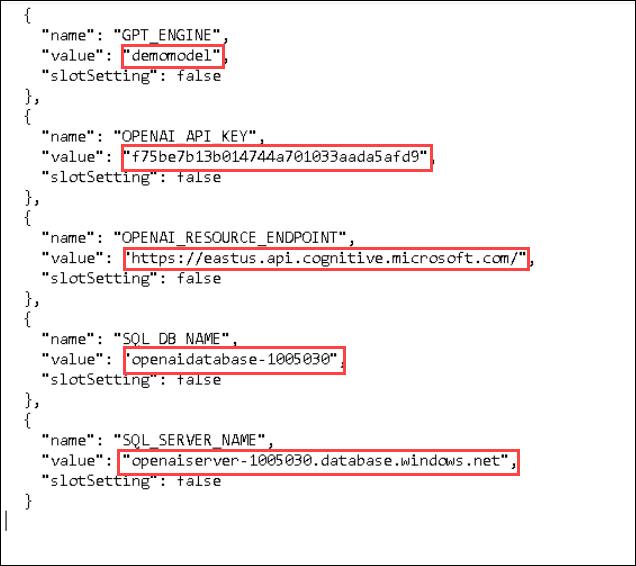 {
"name": "GPT_ENGINE",
"value": "demomodel",
"slotSetting": false
},
{
"name": "OPENAI_API_KEY",
"value": "f75be7b13b014744a701033aada5afd9",
"slotSetting": false
},
{
"name": "OPENAI_RESOURCE_ENDPOINT",
"value": "https://eastus.api.cognitive.microsoft.com/",
"slotSetting": false
},
{
"name": "SQL_DB_NAME",
"value": "openaidatabase-1005030",
"slotSetting": false
},
{
"name": "SQL_SERVER_NAME",
"value": "openaiserver-1005030.database.windows.net",
"slotSetting": false
}